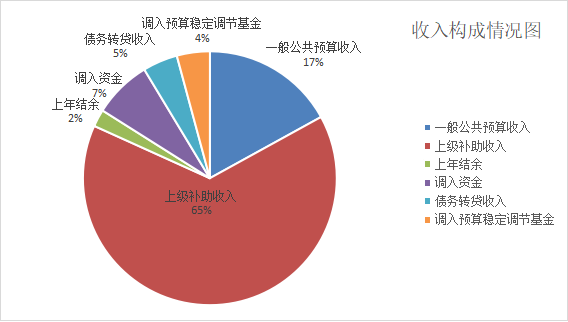 收入构成情况图
调入预算稳定调节基金
4%
债务转贷收入
5%
一般公共预算收入
17%
调入资金
7%
上年结余
2%
上级补助收入
65%
一般公共预算收入
上级补助收入
上年结余
调入资金
债务转贷收入
调入预算稳定调节基金